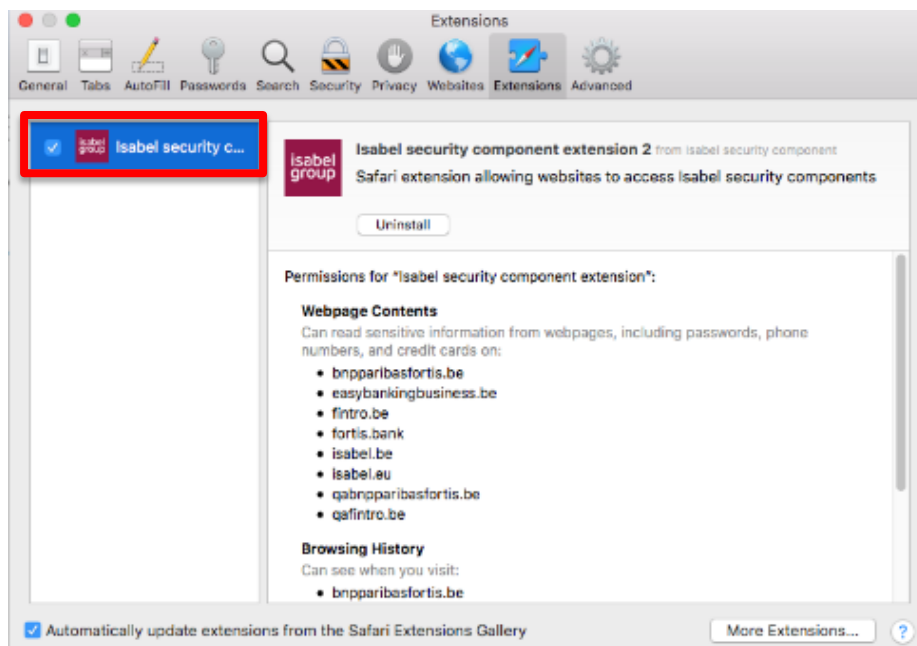 Extensions
General Tabs AutoFill Passwords Search Security Privacy Websites Extensions Advanced
isabel
group
Isabel security c...
isabel
group
Isabel security component extension 2 from Isabel security component
Safari extension allowing websites to access Isabel security components
Uninstall
Permissions for “Isabel security component extension”:
Webpage Contents
Can read sensitive information from webpages, including passwords, phone
numbers, and credit cards on:
• bnpparibasfortis.be
• easybankingbusiness.be
• fintro.be
• fortis.bank
• isabel.be
• isabel.eu
• qabnpparibasfortis.be
• qafintro.be
Browsing History
Can see when you visit:
• bnpparibasfortis.be
Automatically update extensions from the Safari Extensions Gallery
More Extensions...
?